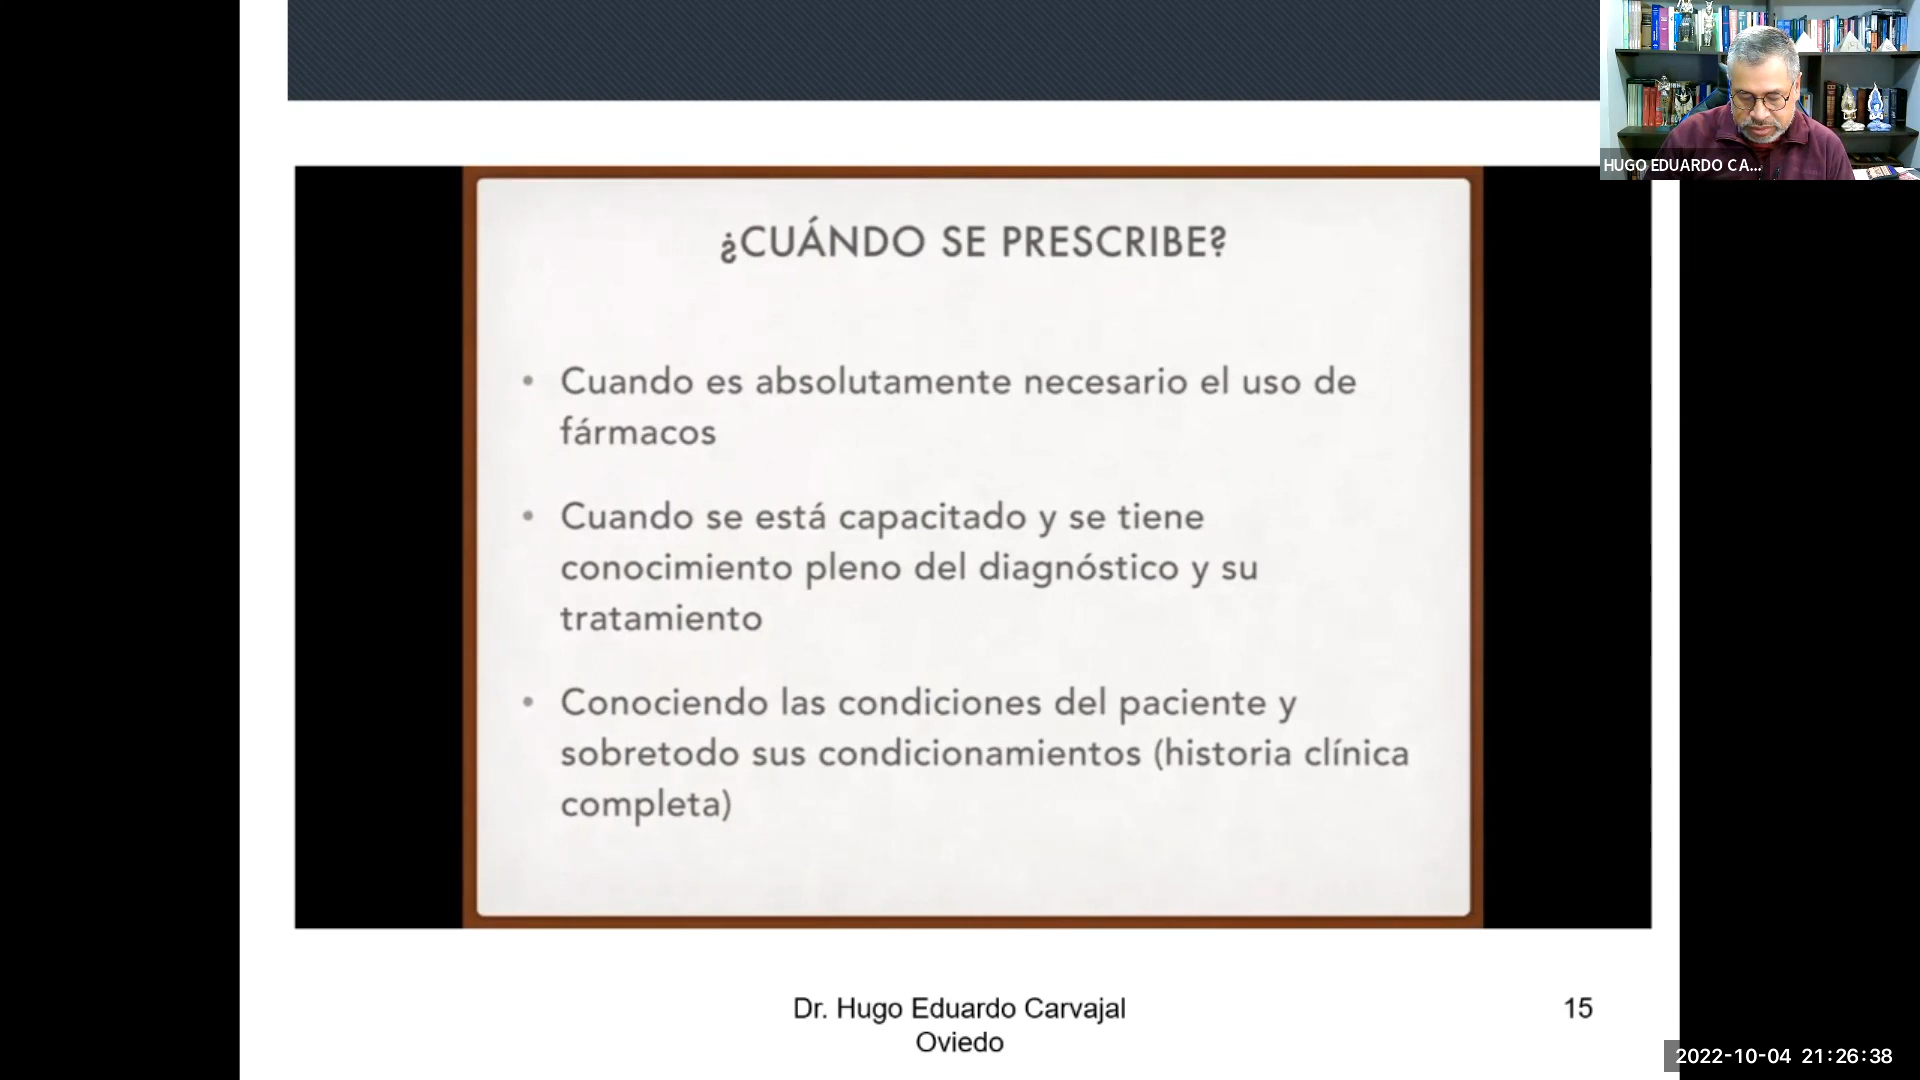 HUGO EDUARDO CA...
¿CUÁNDO SE PRESCRIBE?
• Cuando es absolutamente necesario el uso de
fármacos
• Cuando se está capacitado y se tiene
conocimiento pleno del diagnóstico y su
tratamiento
• Conociendo las condiciones del paciente y
sobretodo sus condicionamientos (historia clínica
completa)
Dr. Hugo Eduardo Carvajal
Oviedo
15
2022-10-04 21:26:38